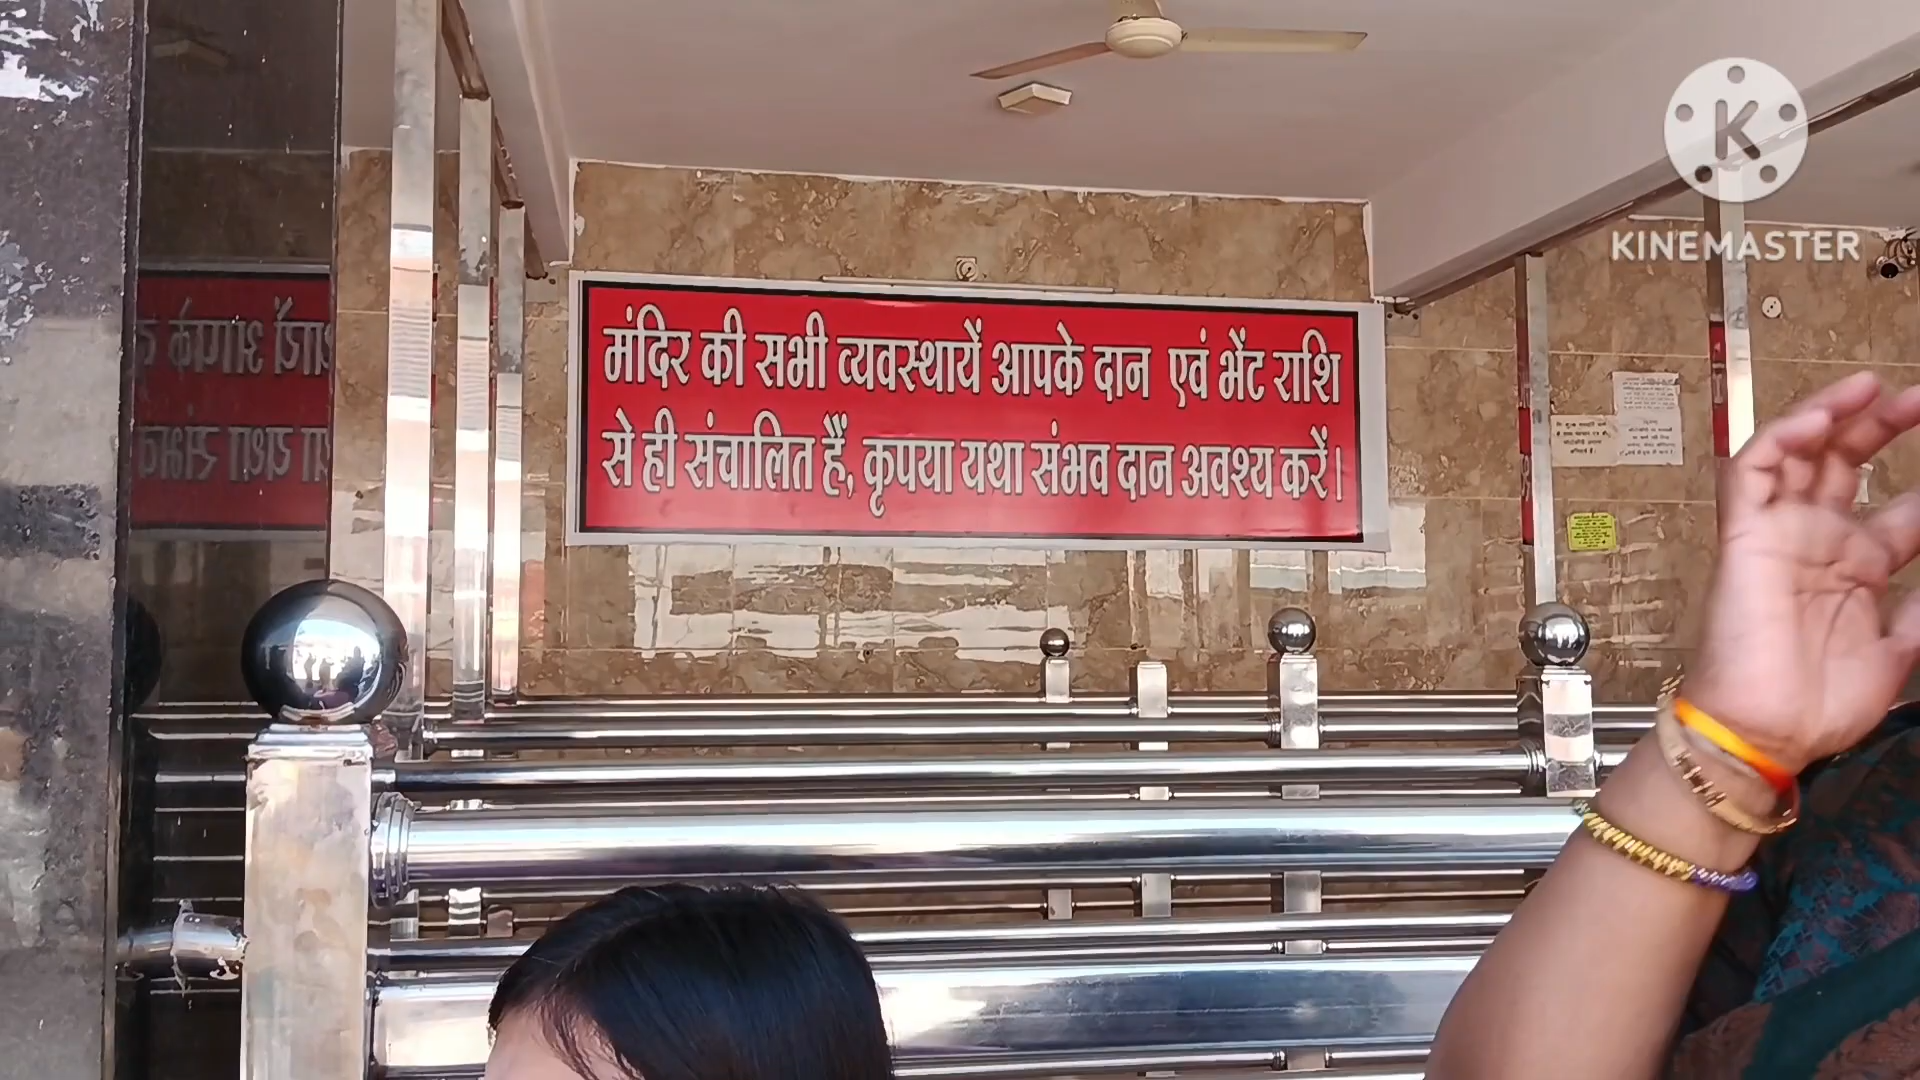 मंदिर की सभी व्यवस्थायें आपके दान एवं भेंट राशि
से ही संचालित हैं, कृपया यथा संभव दान अवश्य करें।
K
KINEMASTER